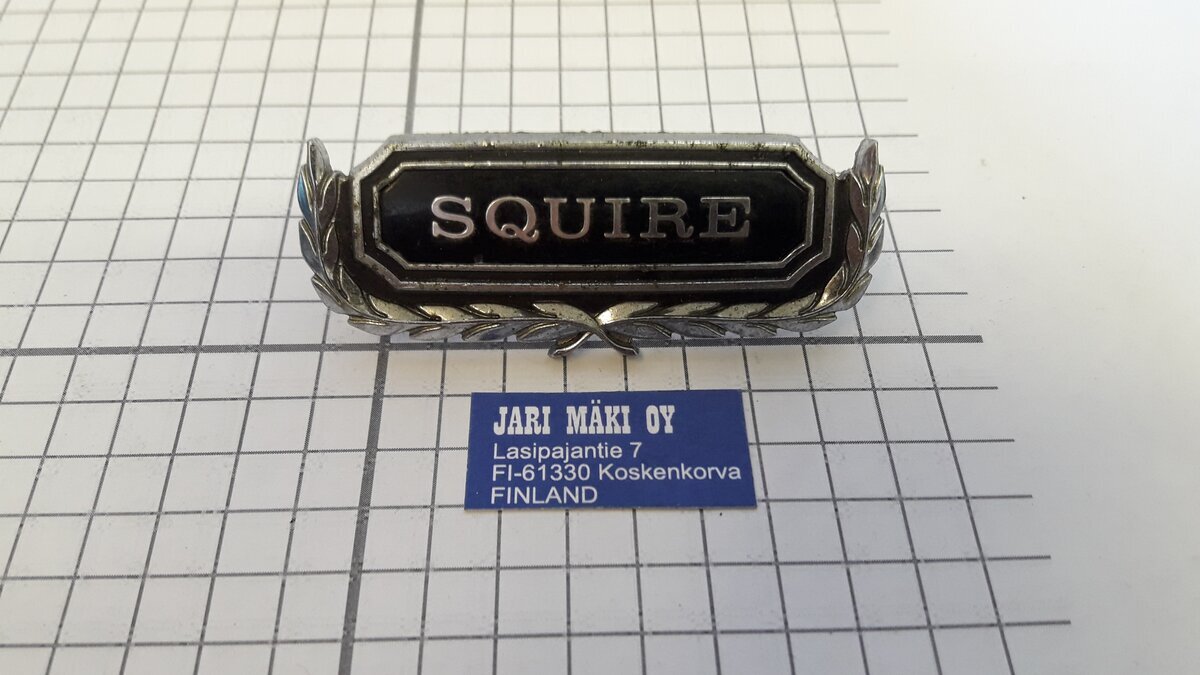 SQUIRE
JARI MÄKI OY
Lasipajantie 7
FI-61330 Koskenkorva
FINLAND